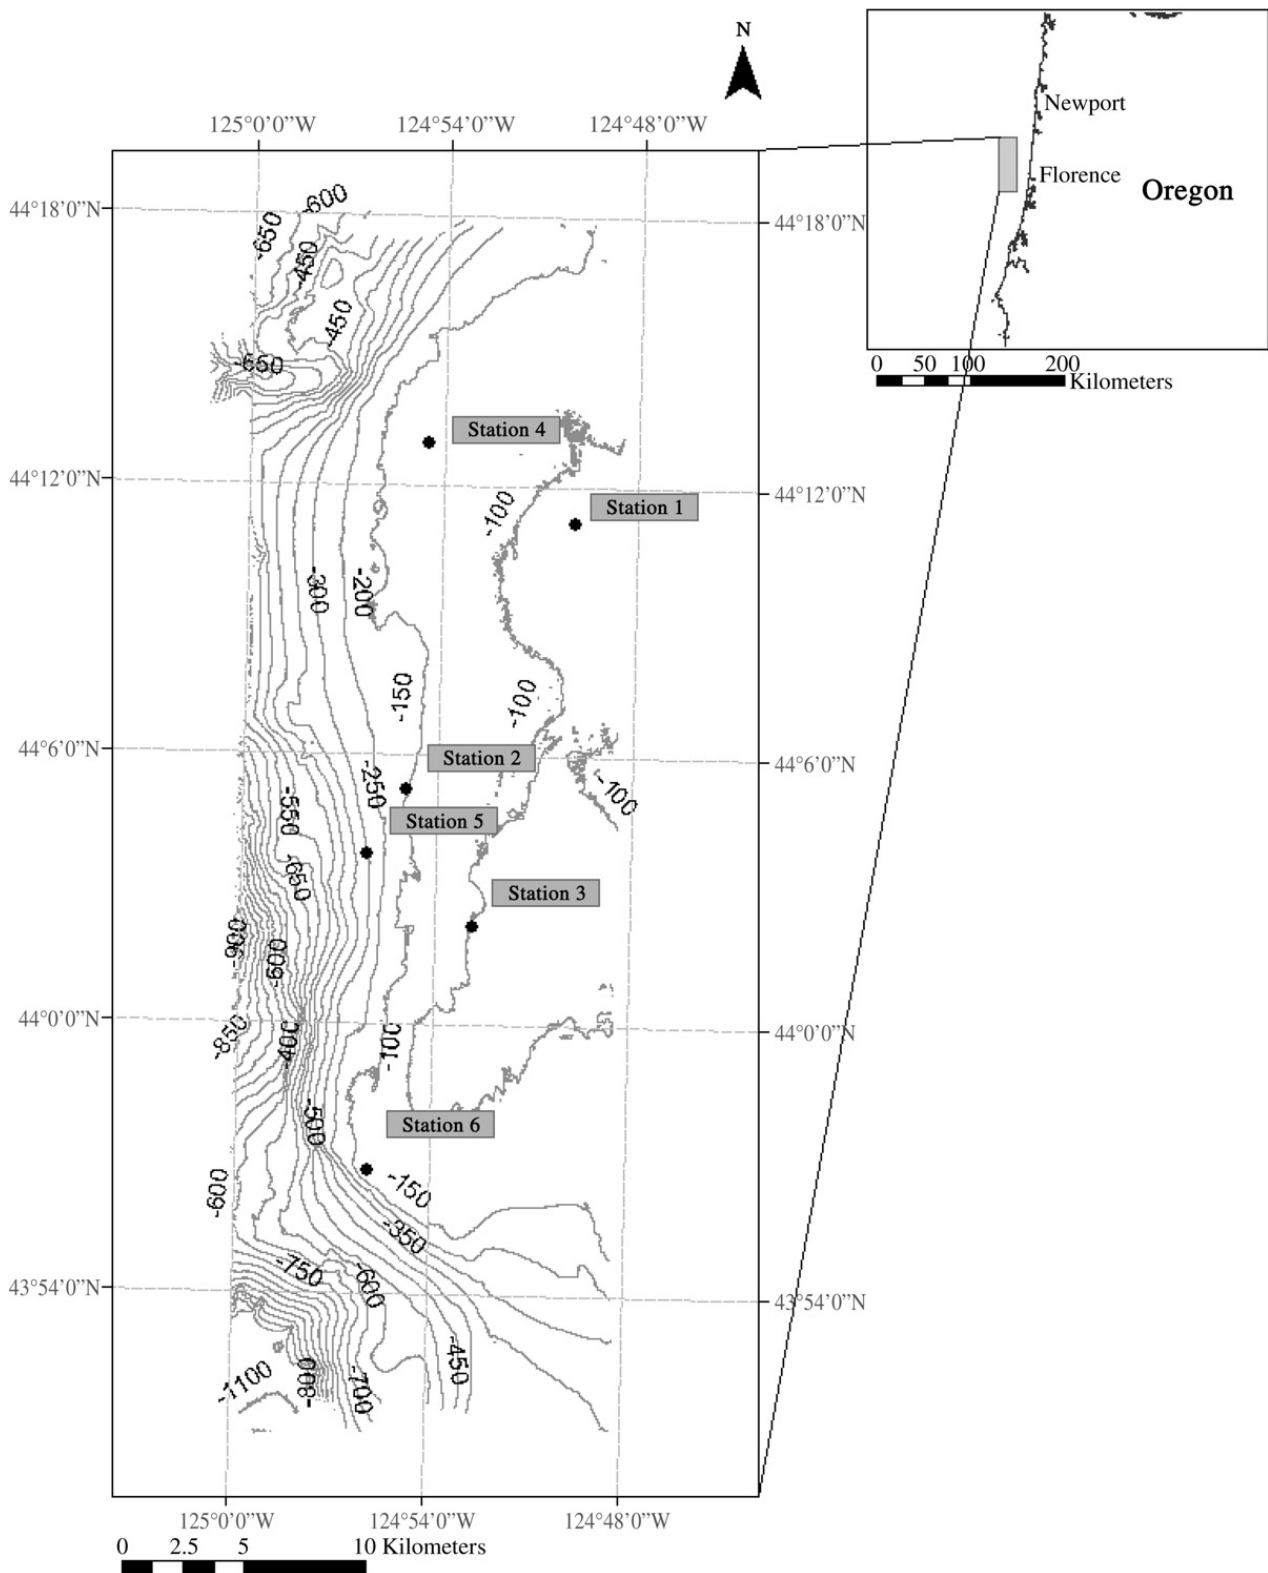 N
125°0'0"W
124°54'0"W
124°48'0"W
Newport
Florence
Oregon
0 50 100 200
Kilometers
44°18'0"N
44°18'0"N
-600
-650
-450
-450
-650
Station 4
44°12'0"N
44°12'0"N
-100
Station 1
-300
-200
-150
-100
44°6'0"N
44°6'0"N
Station 2
-250
-100
-550
Station 5
-650
Station 3
-900
-600
44°0'0"N
44°0'0"N
-850
-400
-100
-500
Station 6
-600
-150
-350
-750
-600
43°54'0"N
43°54'0"N
-450
-1100
-800
-700
125°0'0"W
124°54'0"W
124°48'0"W
0 2.5 5 10 Kilometers